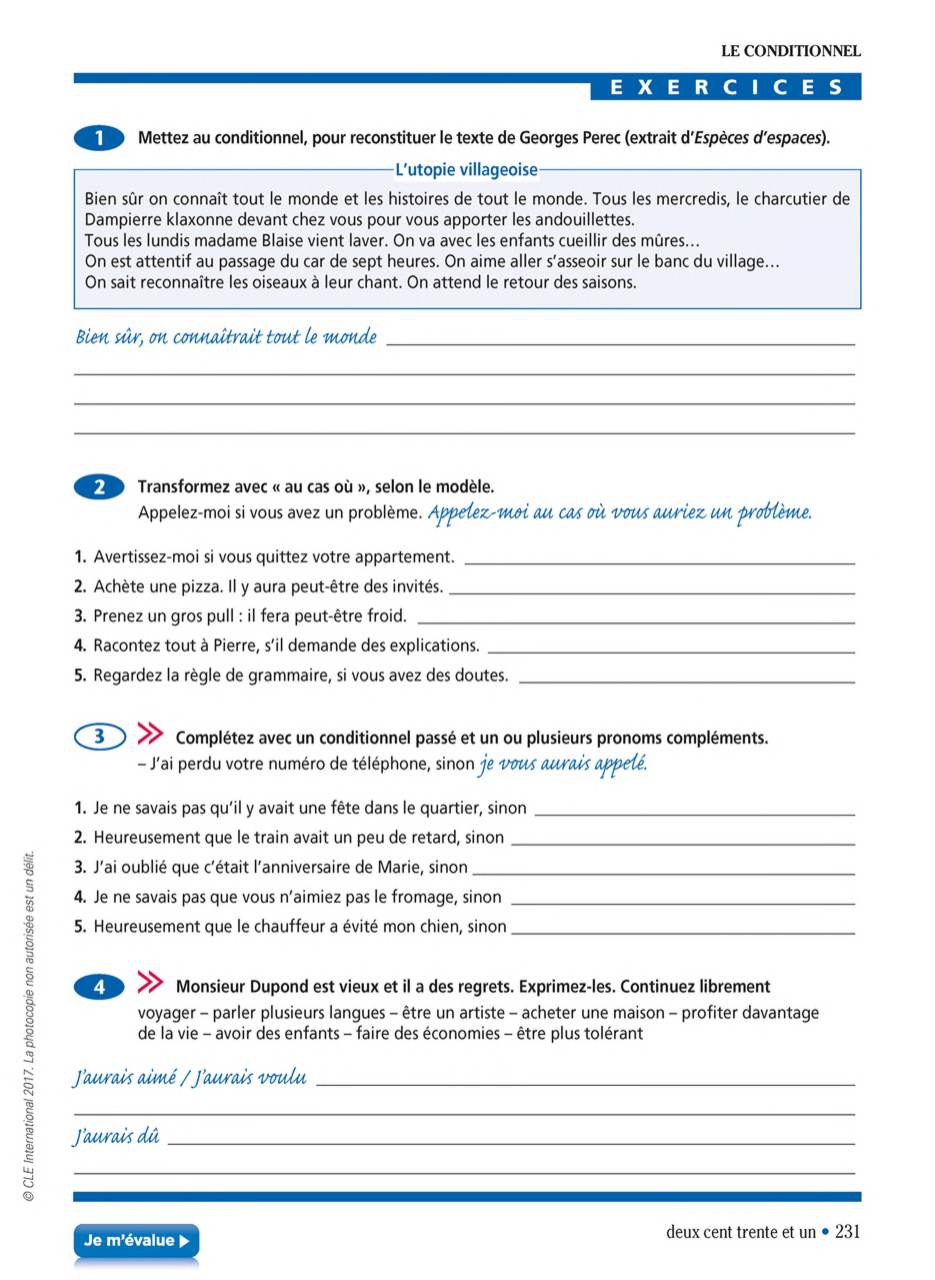 LE CONDITIONNEL
EXERCICES
1 Mettez au conditionnel, pour reconstituer le texte de Georges Perec (extrait d'Espèces d'espaces).
L'utopie villageoise
Bien sûr on connaît tout le monde et les histoires de tout le monde. Tous les mercredis, le charcutier de
Dampierre klaxonne devant chez vous pour vous apporter les andouillettes.
Tous les lundis madame Blaise vient laver. On va avec les enfants cueillir des mûres…
On est attentif au passage du car de sept heures. On aime aller s'asseoir sur le banc du village…
On sait reconnaître les oiseaux à leur chant. On attend le retour des saisons.
Bien sûr, on connaîtrait tout le monde
2 Transformez avec « au cas où », selon le modèle.
Appelez-moi si vous avez un problème. Appelez-moi au cas où vous auriez un problème.
1. Avertissez-moi si vous quittez votre appartement.
2. Achète une pizza. Il y aura peut-être des invités.
3. Prenez un gros pull : il fera peut-être froid.
4. Racontez tout à Pierre, s'il demande des explications.
5. Regardez la règle de grammaire, si vous avez des doutes.
3 Complétez avec un conditionnel passé et un ou plusieurs pronoms compléments.
– J'ai perdu votre numéro de téléphone, sinon je vous aurais appelé.
1. Je ne savais pas qu'il y avait une fête dans le quartier, sinon
2. Heureusement que le train avait un peu de retard, sinon
3. J'ai oublié que c'était l'anniversaire de Marie, sinon
4. Je ne savais pas que vous n'aimiez pas le fromage, sinon
5. Heureusement que le chauffeur a évité mon chien, sinon
4 Monsieur Dupond est vieux et il a des regrets. Exprimez-les. Continuez librement
voyager – parler plusieurs langues – être un artiste – acheter une maison – profiter davantage
de la vie – avoir des enfants – faire des économies – être plus tolérant
J'aurais aimé / J'aurais voulu
J'aurais dû
© CLE International 2017. La photocopie non autorisée est un délit.
Je m'évalue
deux cent trente et un • 231